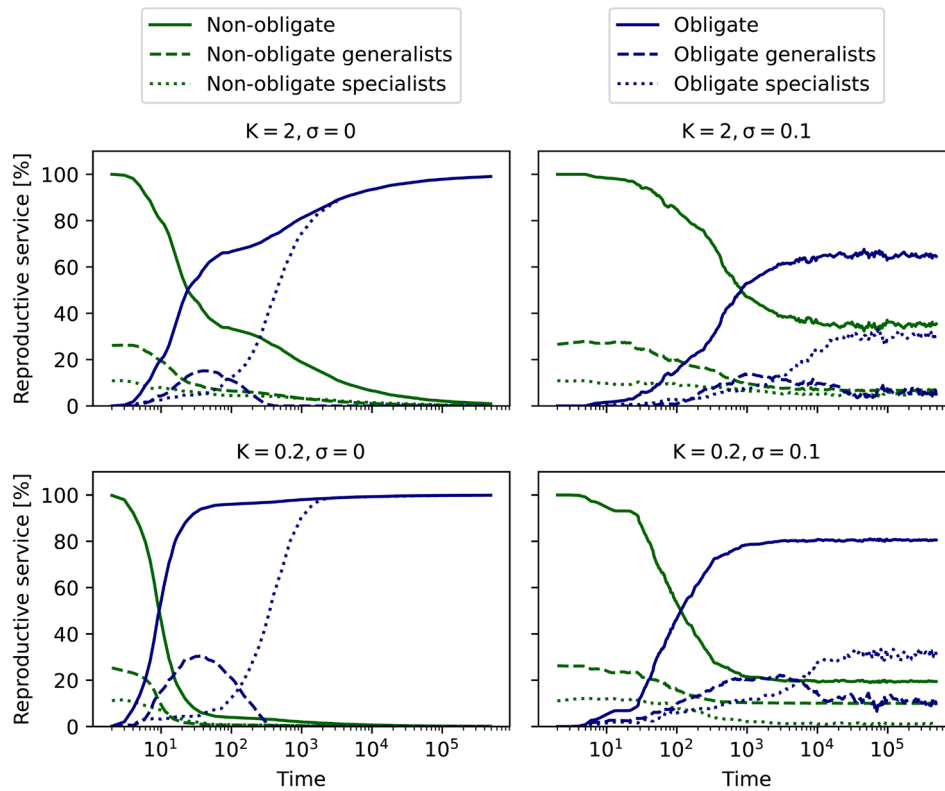 Non-obligate
Non-obligate generalists
Non-obligate specialists
Obligate
Obligate generalists
Obligate specialists
K = 2, σ = 0
K = 2, σ = 0.1
Reproductive service [%]
100
80
60
40
20
0
K = 0.2, σ = 0
K = 0.2, σ = 0.1
Reproductive service [%]
100
80
60
40
20
0
10¹ 10² 10³ 10⁴ 10⁵
10¹ 10² 10³ 10⁴ 10⁵
Time
Time